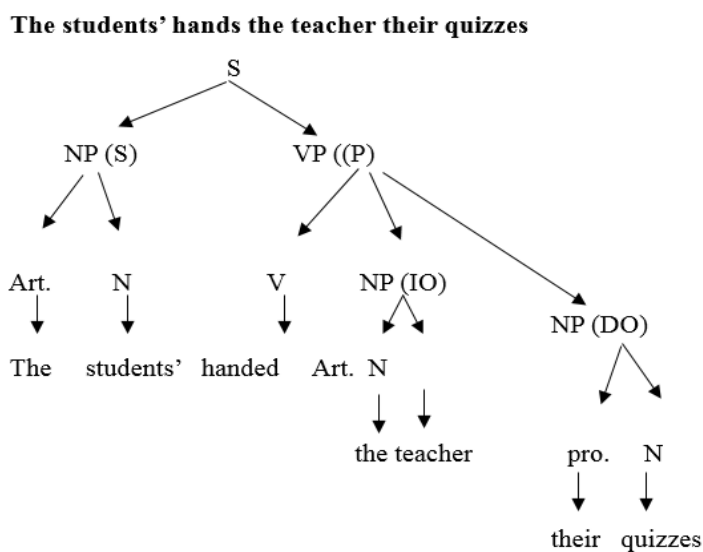 The students’ hands the teacher their quizzes
S
NP (S) VP ((P)
Art. N V NP (IO)
NP (DO)
The students’ handed Art. N
the teacher pro. N
their quizzes